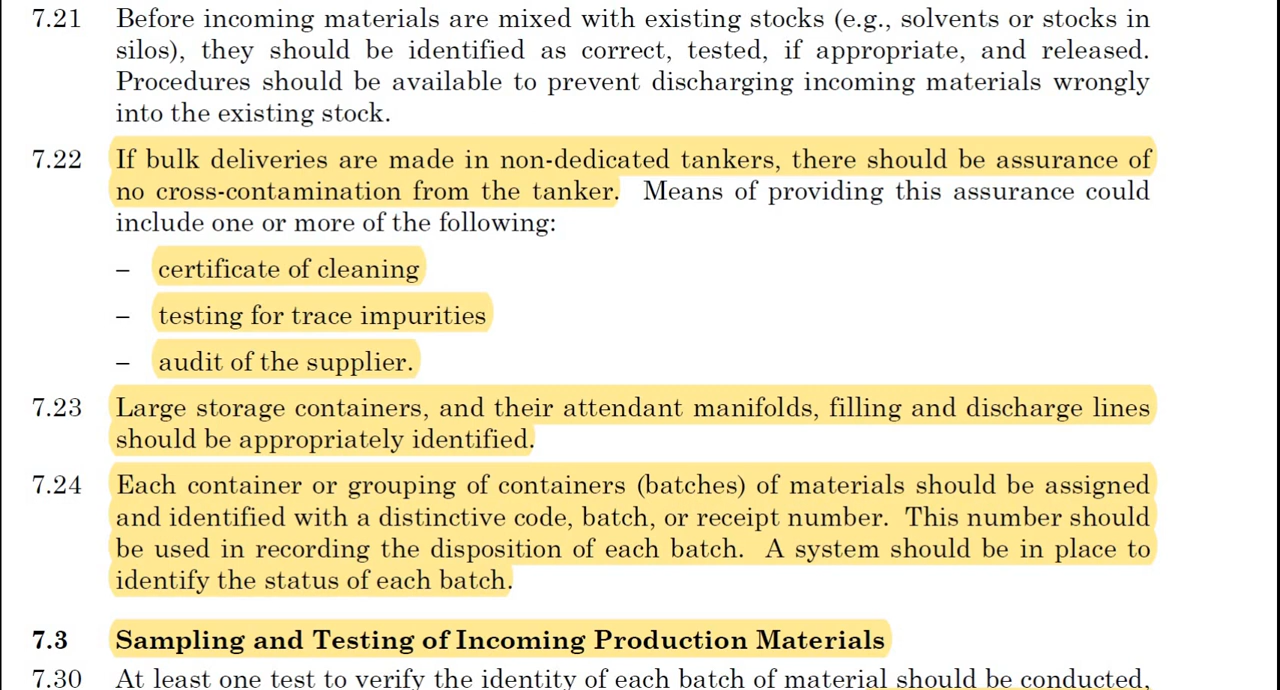 7.21 Before incoming materials are mixed with existing stocks (e.g., solvents or stocks in
silos), they should be identified as correct, tested, if appropriate, and released.
Procedures should be available to prevent discharging incoming materials wrongly
into the existing stock.
7.22 If bulk deliveries are made in non-dedicated tankers, there should be assurance of
no cross-contamination from the tanker. Means of providing this assurance could
include one or more of the following:
– certificate of cleaning
– testing for trace impurities
– audit of the supplier.
7.23 Large storage containers, and their attendant manifolds, filling and discharge lines
should be appropriately identified.
7.24 Each container or grouping of containers (batches) of materials should be assigned
and identified with a distinctive code, batch, or receipt number. This number should
be used in recording the disposition of each batch. A system should be in place to
identify the status of each batch.
7.3 Sampling and Testing of Incoming Production Materials
7.30 At least one test to verify the identity of each batch of material should be conducted,